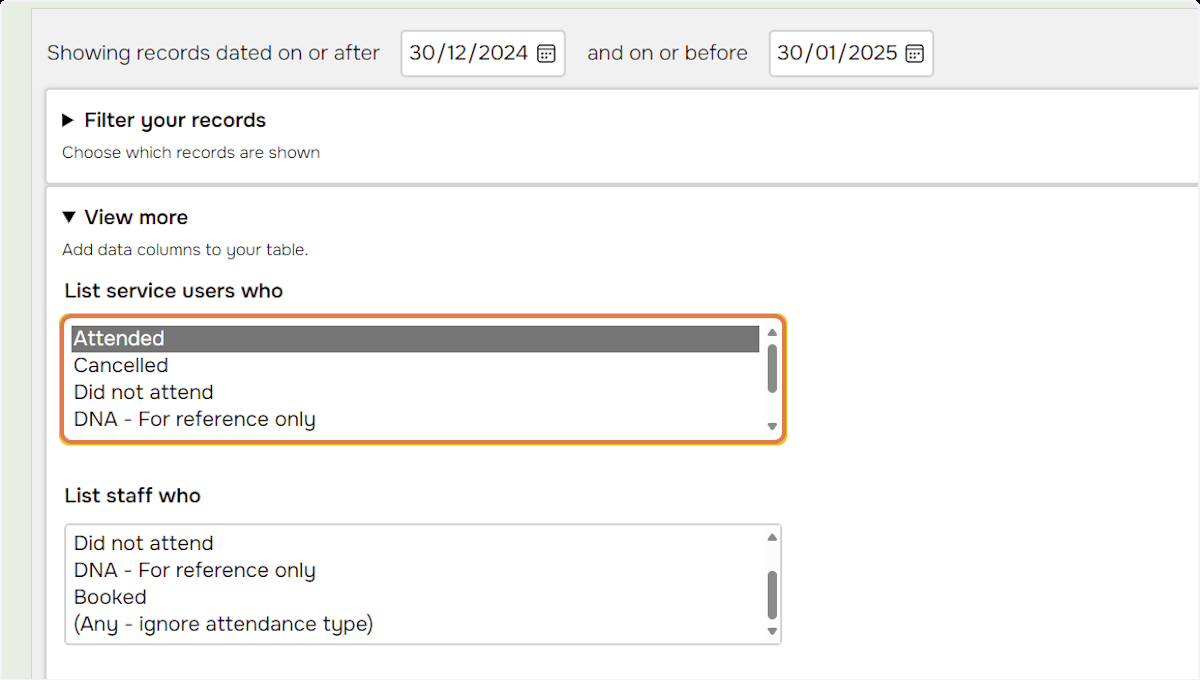 Showing records dated on or after 30/12/2024 and on or before 30/01/2025
Filter your records
Choose which records are shown
View more
Add data columns to your table.
List service users who
Attended
Cancelled
Did not attend
DNA - For reference only
List staff who
Did not attend
DNA - For reference only
Booked
(Any - ignore attendance type)